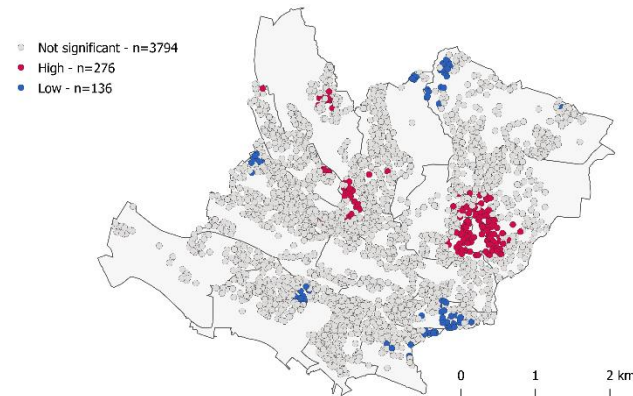 Not significant - n=3794
High - n=276
Low - n=136
0 1 2 km